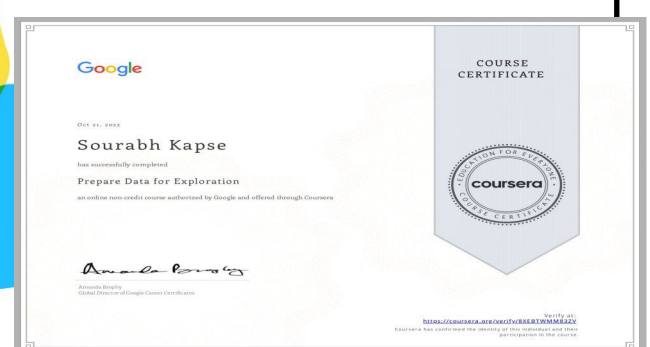 Google
Oct 21, 2022
Sourabh Kapse
has successfully completed
Prepare Data for Exploration
an online non-credit course authorized by Google and offered through Coursera
Amanda Brophy
Global Director of Google Career Certificates
COURSE
CERTIFICATE
EDUCATION FOR EVERYONE
coursera
COURSE CERTIFICATE
Verify at:
https://coursera.org/verify/BXEBTWMMB3ZV
Coursera has confirmed the identity of this individual and their
participation in the course.